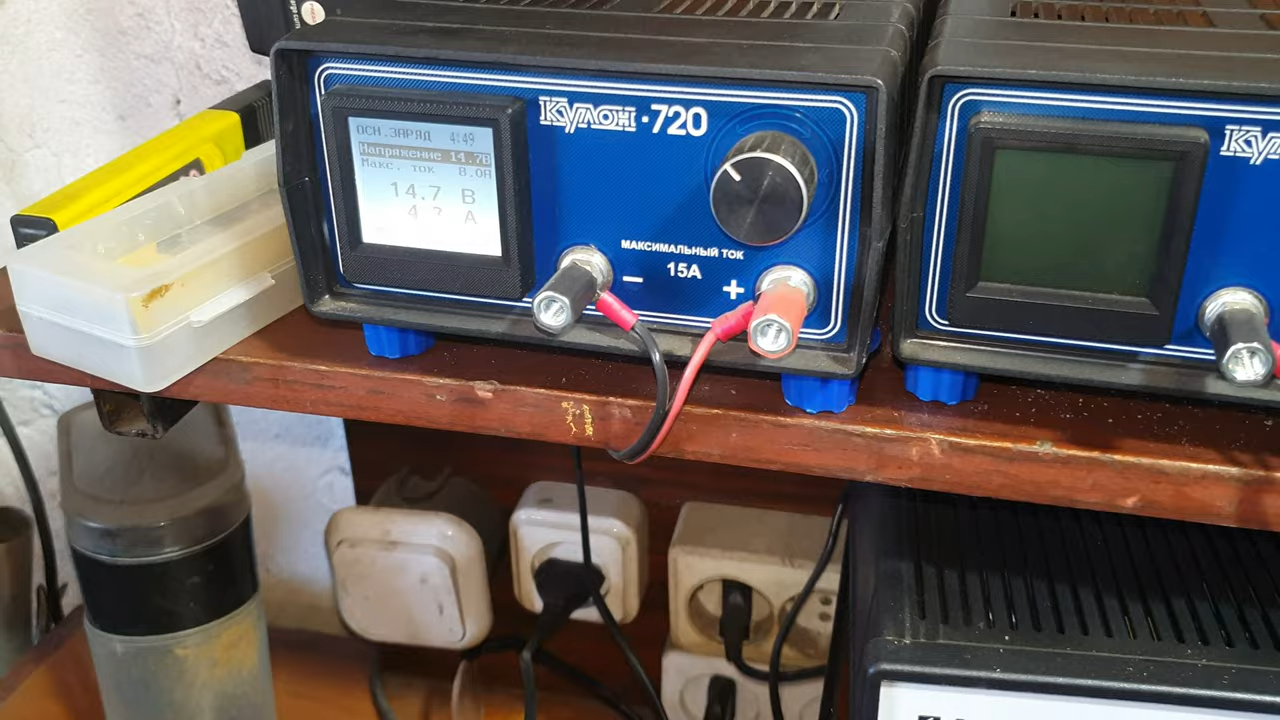 ОСН.ЗАРЯД 4:49
Напряжение 14.7В
Макс. ток 8.0А
14.7 В
А
КУЛОН-720
МАКСИМАЛЬНЫЙ ТОК
15А
- +